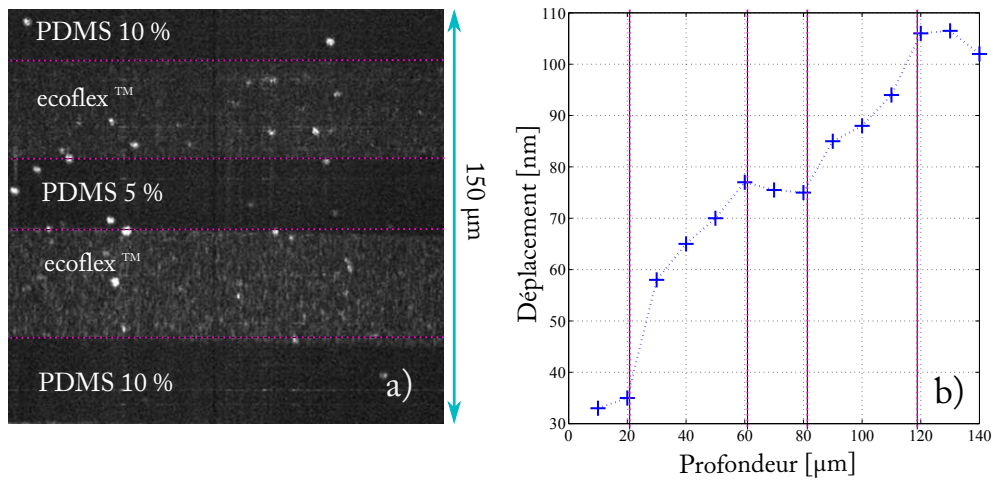 PDMS 10 %
ecoflex ™
PDMS 5 %
ecoflex ™
PDMS 10 %
a)
150 µm
110
100
90
80
70
60
50
40
30
Déplacement [nm]
0
20
40
60
80
100
120
140
Profondeur [µm]
b)